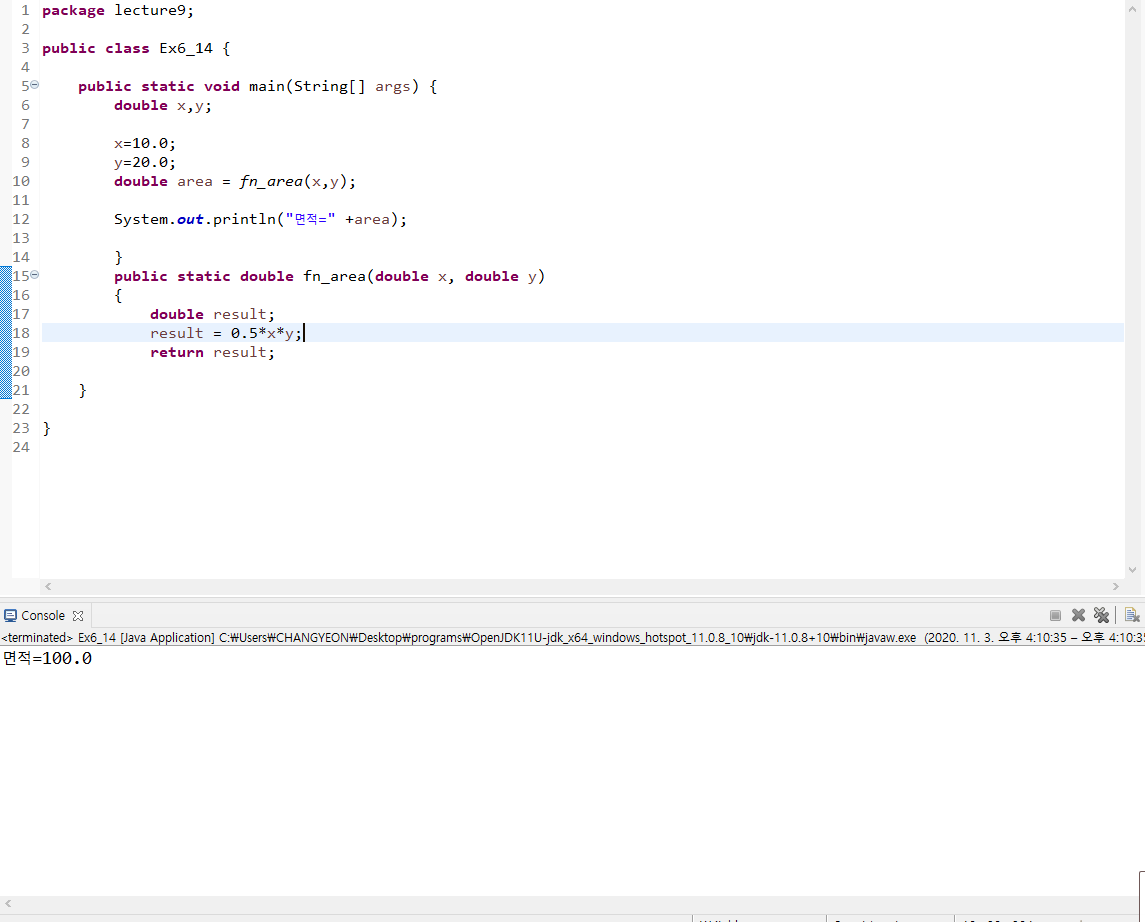 1 package lecture9;
2
3 public class Ex6_14 {
4
5 public static void main(String[] args) {
6 double x,y;
7
8 x=10.0;
9 y=20.0;
10 double area = fn_area(x,y);
11
12 System.out.println("면적=" +area);
13
14 }
15 public static double fn_area(double x, double y)
16 {
17 double result;
18 result = 0.5*x*y;
19 return result;
20
21 }
22
23 }
24
Console
<terminated> Ex6_14 [Java Application] C:₩Users₩CHANGYEON₩Desktop₩programs₩OpenJDK11U-jdk_x64_windows_hotspot_11.0.8_10₩jdk-11.0.8+10₩bin₩javaw.exe (2020. 11. 3. 오후 4:10:35 – 오후 4:10:35
면적=100.0